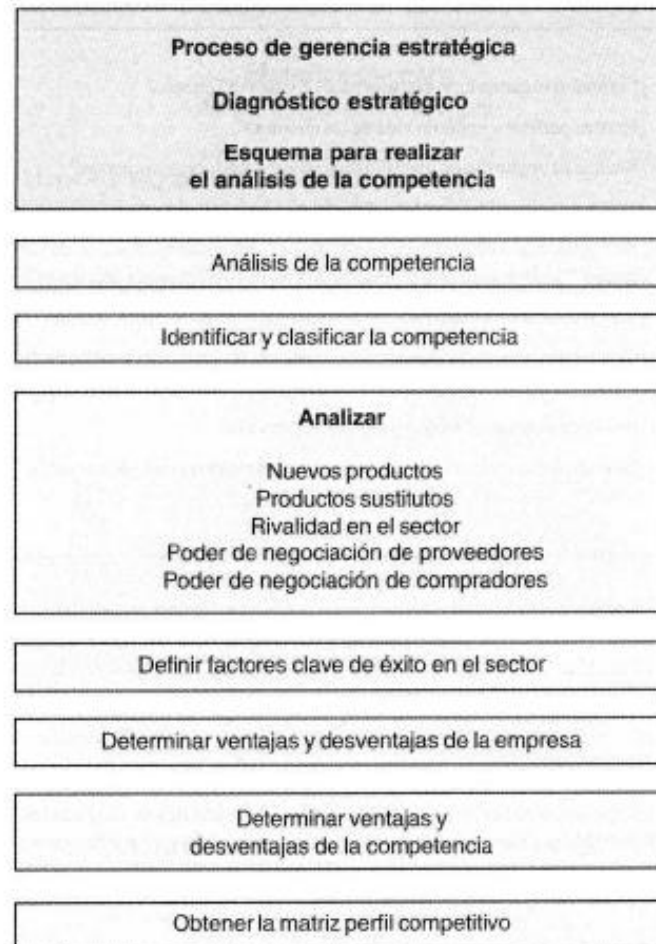 Proceso de gerencia estratégica
Diagnóstico estratégico
Esquema para realizar
el análisis de la competencia
Análisis de la competencia
Identificar y clasificar la competencia
Analizar
Nuevos productos
Productos sustitutos
Rivalidad en el sector
Poder de negociación de proveedores
Poder de negociación de compradores
Definir factores clave de éxito en el sector
Determinar ventajas y desventajas de la empresa
Determinar ventajas y
desventajas de la competencia
Obtener la matriz perfil competitivo